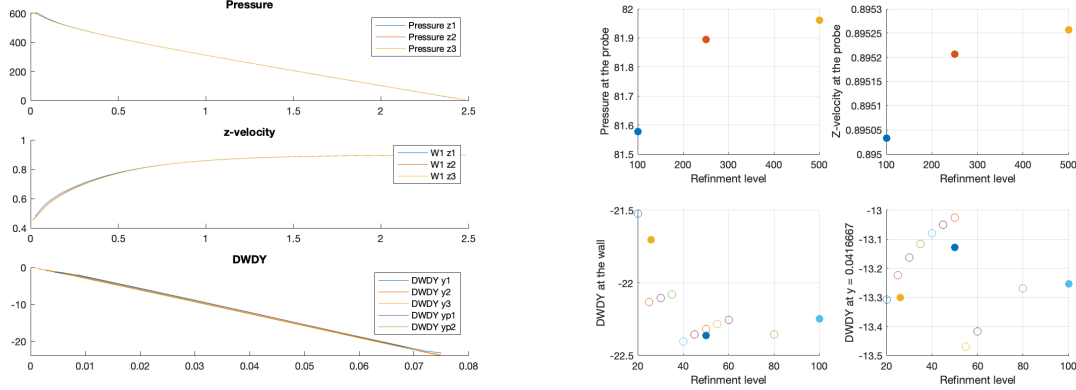 Pressure
600
400
200
0
Pressure z1
Pressure z2
Pressure z3
0 0.5 1 1.5 2 2.5
z-velocity
1
0.8
0.6
0.4
W1 z1
W1 z2
W1 z3
0 0.5 1 1.5 2 2.5
DWDY
0
-10
-20
DWDY y1
DWDY y2
DWDY y3
DWDY yp1
DWDY yp2
0 0.01 0.02 0.03 0.04 0.05 0.06 0.07 0.08
Pressure at the probe
82
81.9
81.8
81.7
81.6
81.5
100 200 300 400 500
Refinment level
Z-velocity at the probe
0.8953
0.89525
0.8952
0.89515
0.8951
0.89505
0.895
100 200 300 400 500
Refinment level
DWDY at the wall
-21.5
-22
-22.5
20 40 60 80 100
Refinment level
DWDY at y = 0.0416667
-13
-13.1
-13.2
-13.3
-13.4
-13.5
20 40 60 80 100
Refinment level